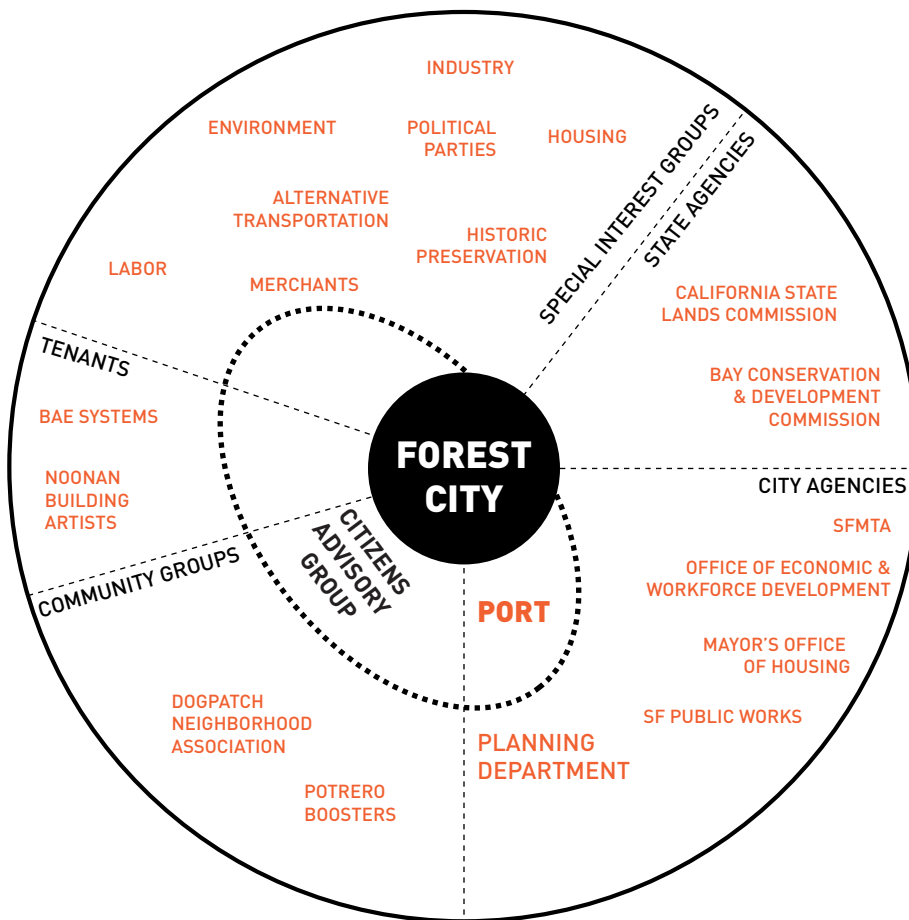 INDUSTRY
ENVIRONMENT
POLITICAL
PARTIES
HOUSING
ALTERNATIVE
TRANSPORTATION
HISTORIC
PRESERVATION
LABOR
MERCHANTS
SPECIAL INTEREST GROUPS
STATE AGENCIES
CALIFORNIA STATE
LANDS COMMISSION
BAY CONSERVATION
& DEVELOPMENT
COMMISSION
TENANTS
BAE SYSTEMS
NOONAN
BUILDING
ARTISTS
FOREST
CITY
CITY AGENCIES
SFMTA
OFFICE OF ECONOMIC &
WORKFORCE DEVELOPMENT
MAYOR'S OFFICE
OF HOUSING
SF PUBLIC WORKS
COMMUNITY GROUPS
CITIZENS
ADVISORY
GROUP
PORT
PLANNING
DEPARTMENT
DOGPATCH
NEIGHBORHOOD
ASSOCIATION
POTRERO
BOOSTERS